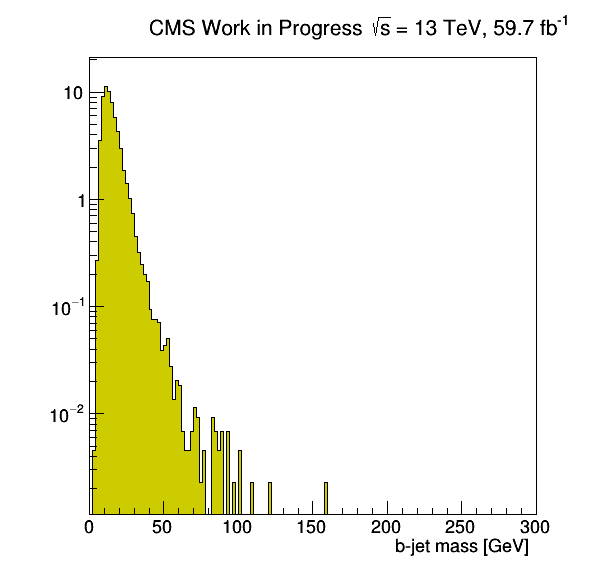 CMS Work in Progress √s = 13 TeV, 59.7 fb⁻¹
10
1
10⁻¹
10⁻²
0 50 100 150 200 250 300
b-jet mass [GeV]